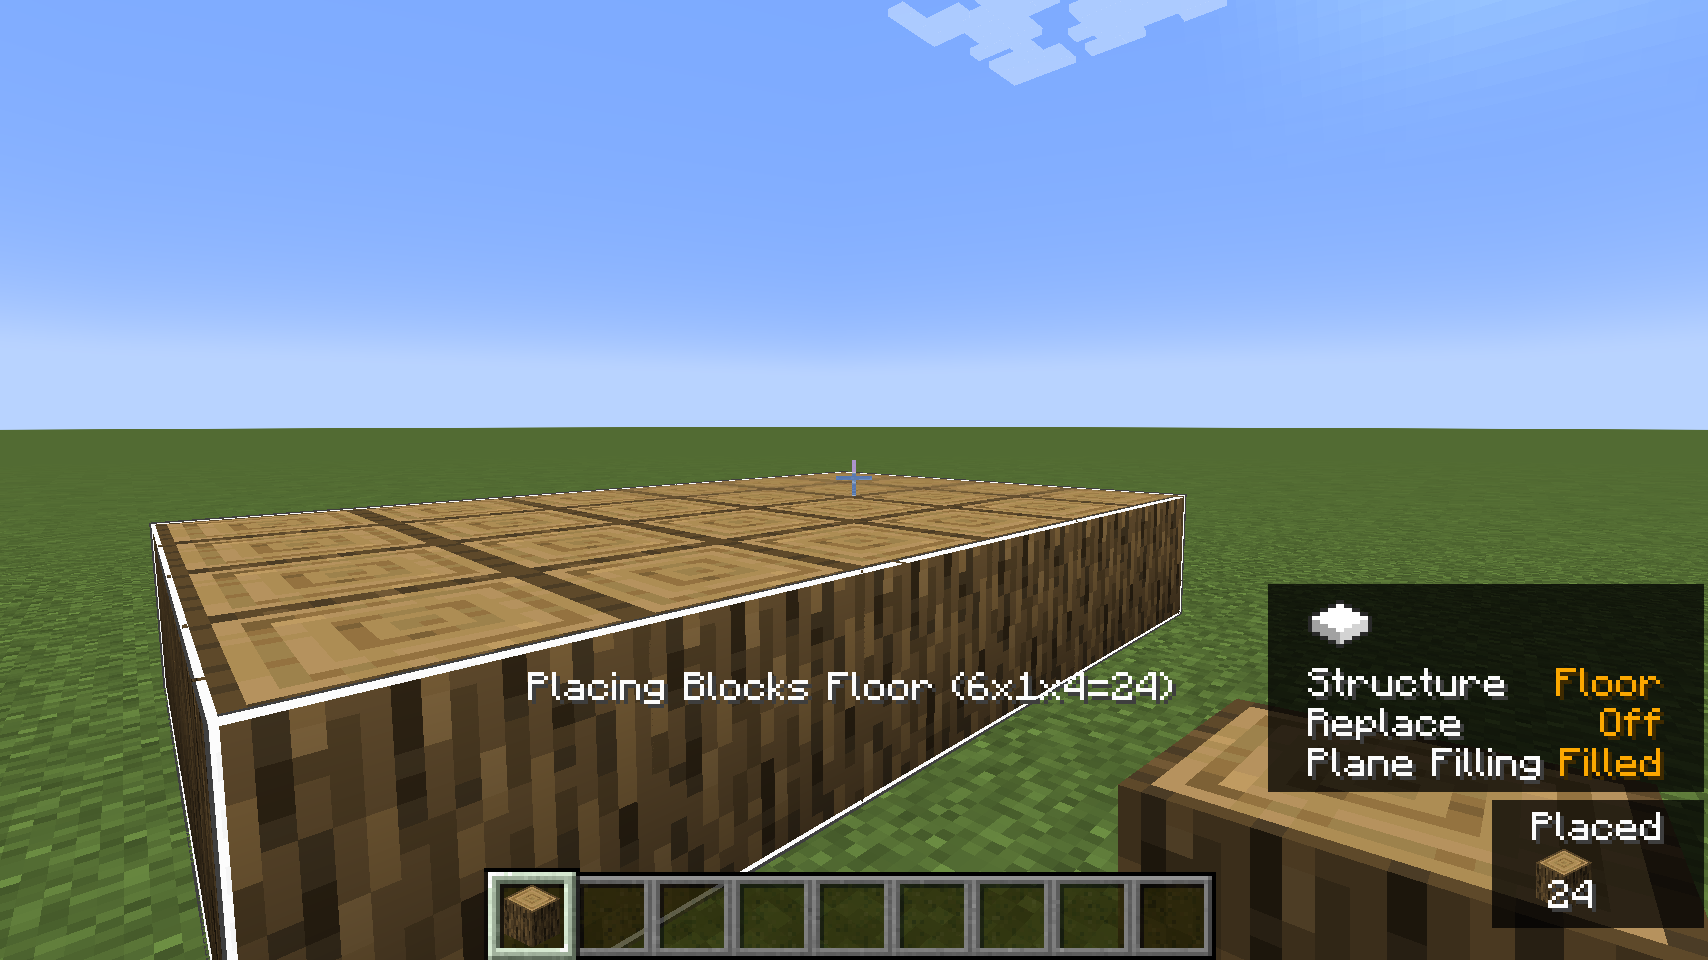 Placing Blocks Floor (6x1x4=24)
Structure Floor
Replace Off
Plane Filling Filled
Placed
24